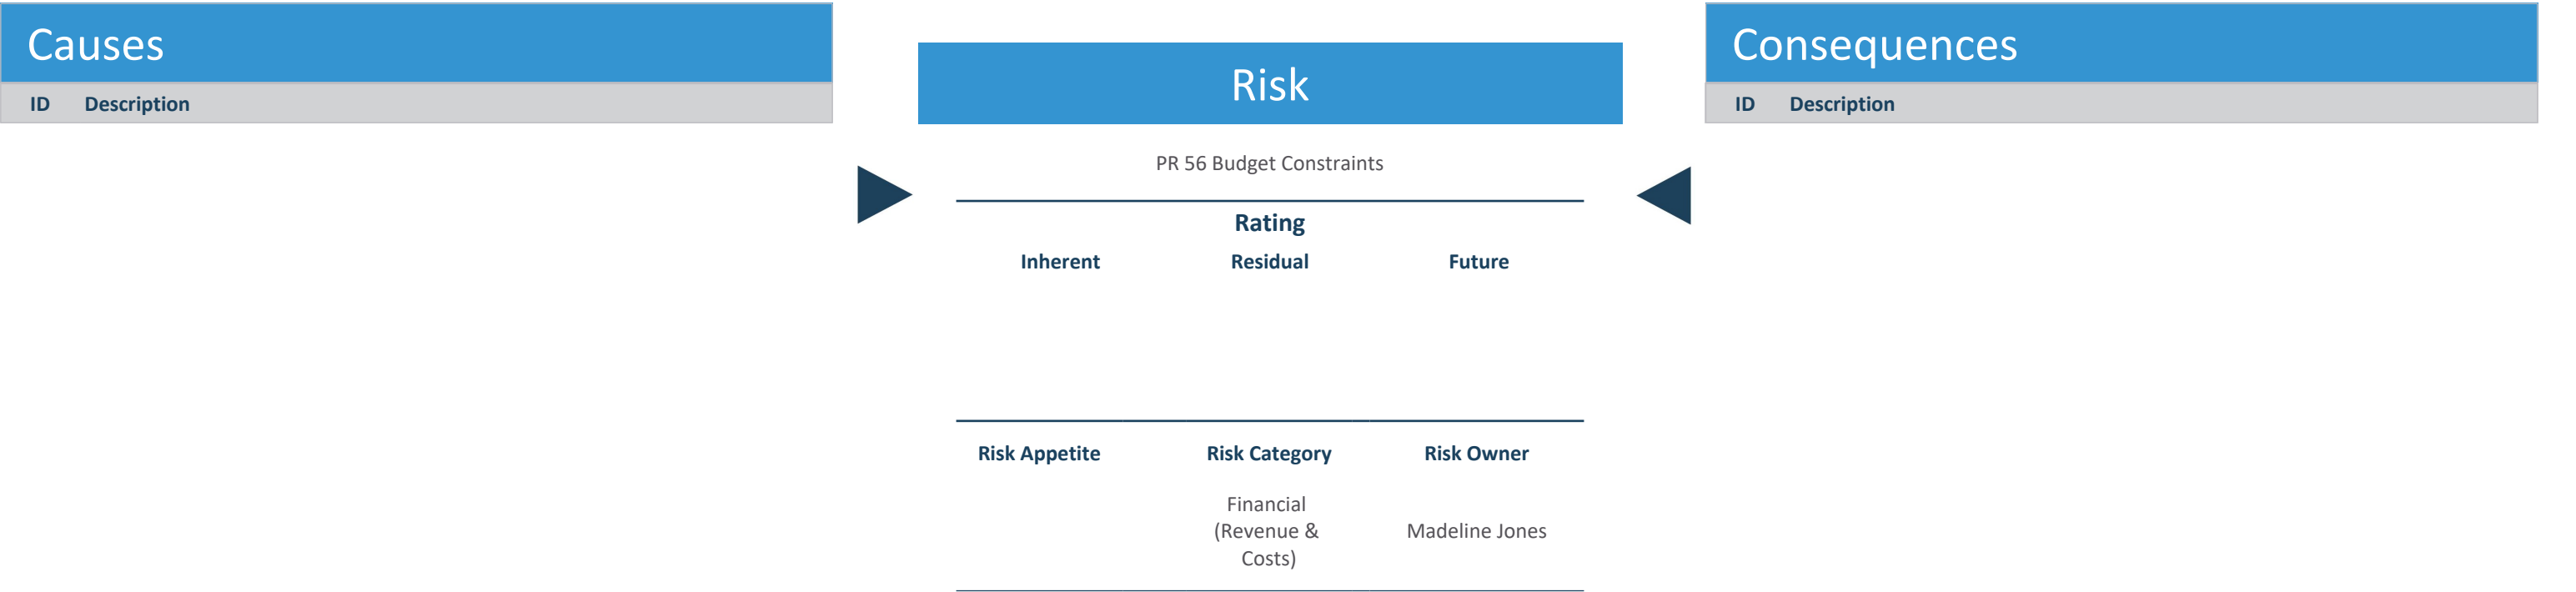 Causes
ID Description
Risk
PR 56 Budget Constraints
Rating
Inherent Residual Future
Risk Appetite Risk Category Risk Owner
Financial
(Revenue & Madeline Jones
Costs)
Consequences
ID Description